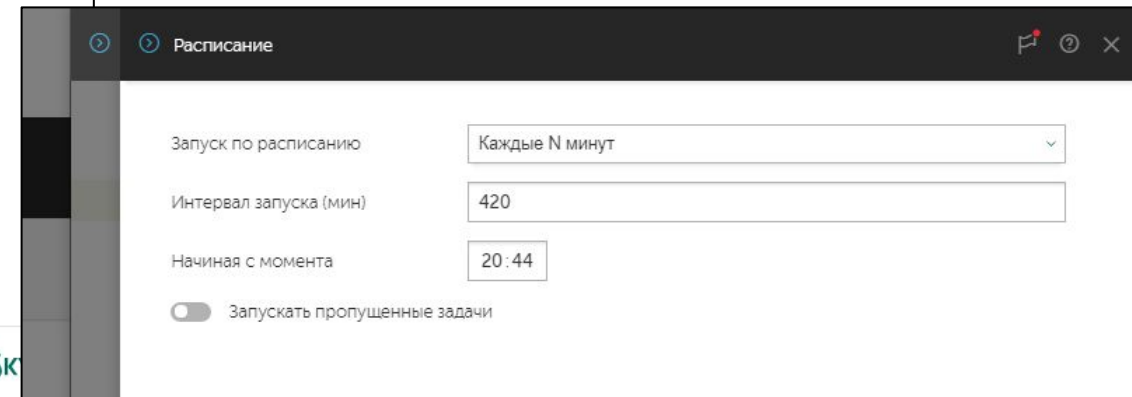 Расписание
Запуск по расписанию Каждые N минут
Интервал запуска (мин) 420
Начиная с момента 20:44
Запускать пропущенные задачи